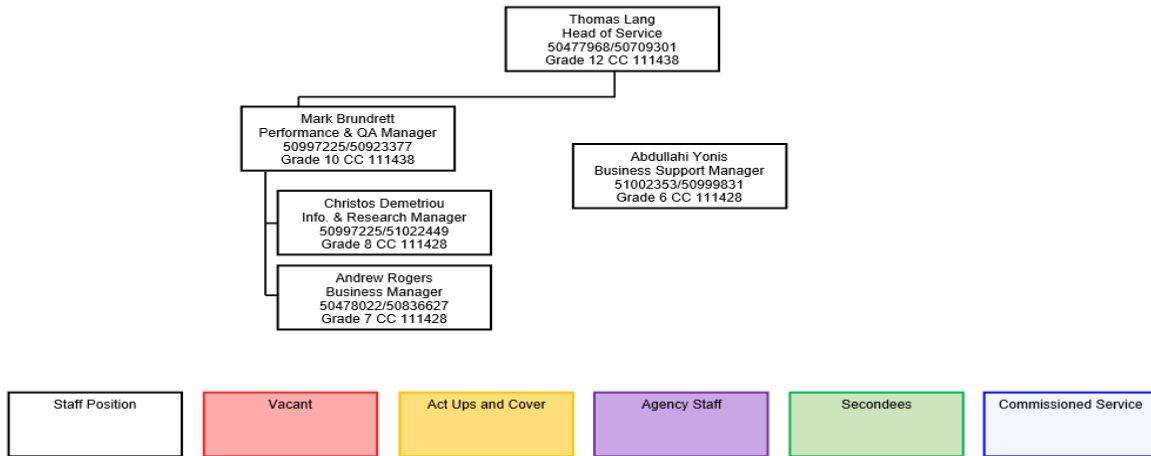 Thomas Lang
Head of Service
50477968/50709301
Grade 12 CC 111438
Mark Brundrett
Performance & QA Manager
50997225/50923377
Grade 10 CC 111438
Abdullahi Yonis
Business Support Manager
51002353/50999831
Grade 6 CC 111428
Christos Demetriou
Info. & Research Manager
50997225/51022449
Grade 8 CC 111428
Andrew Rogers
Business Manager
50478022/50836627
Grade 7 CC 111428
Staff Position
Vacant
Act Ups and Cover
Agency Staff
Secondees
Commissioned Service